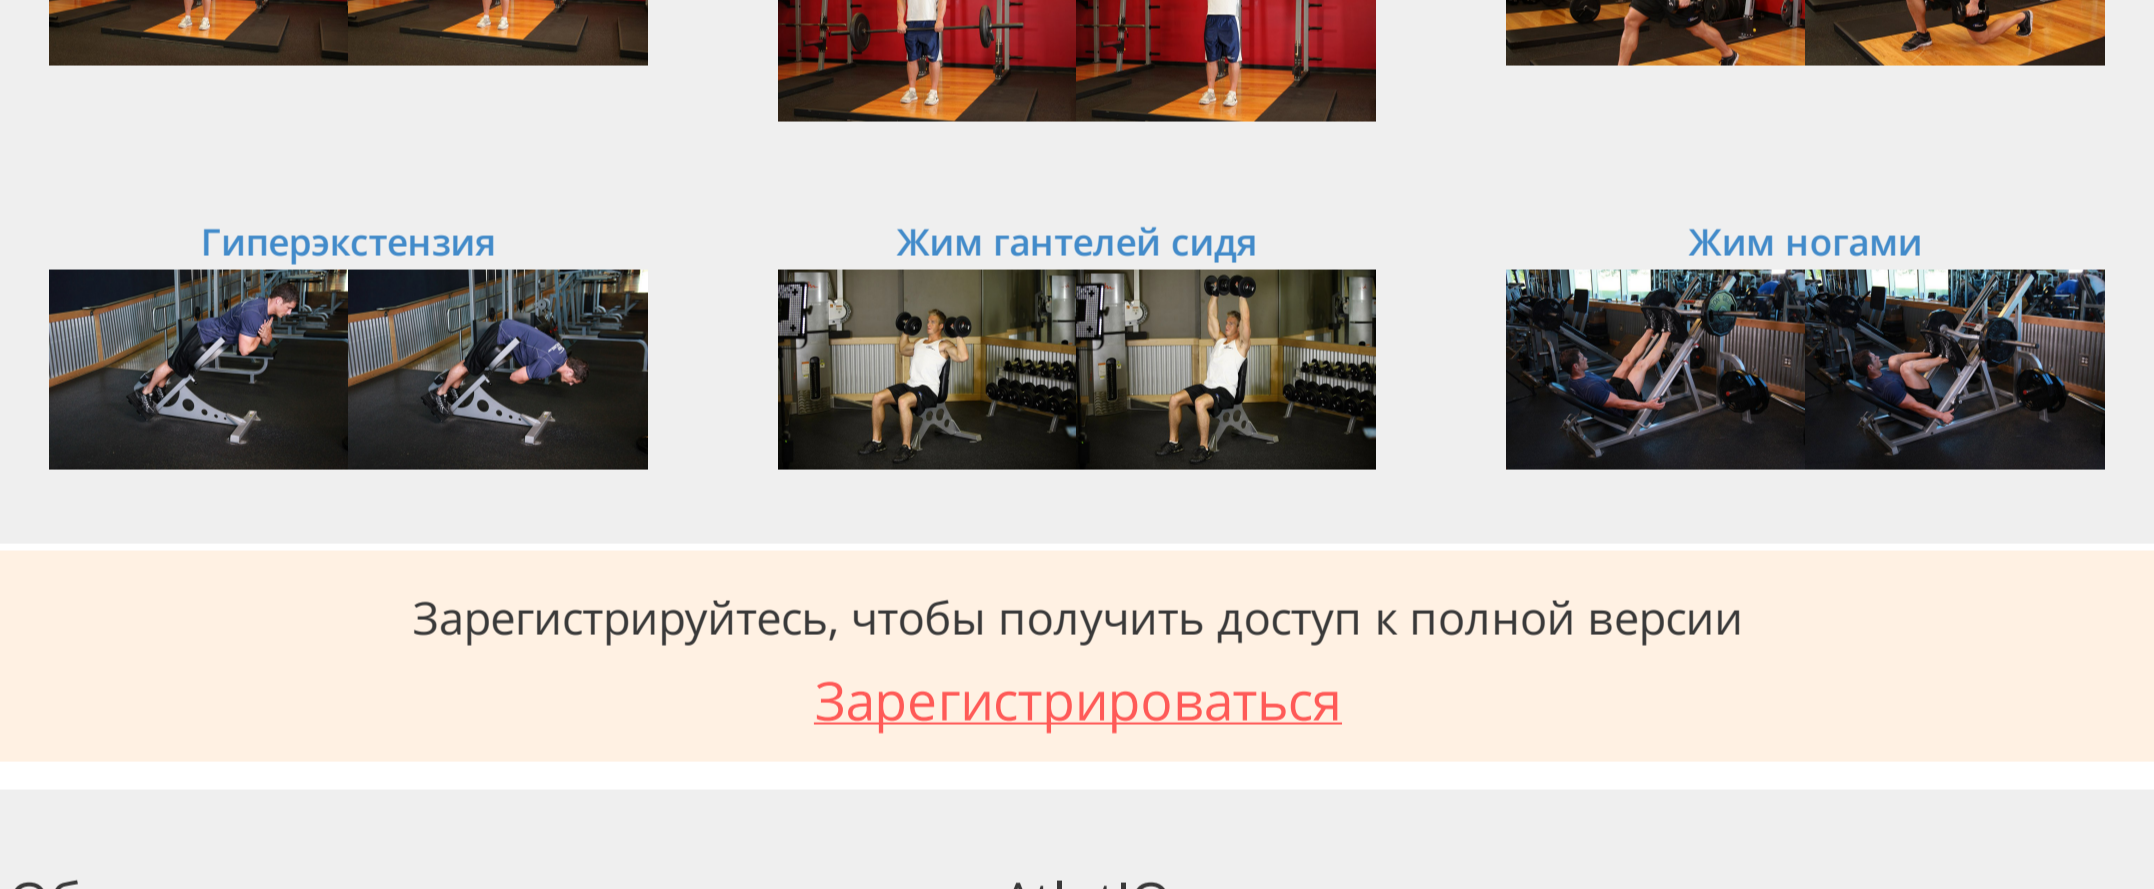 Гиперэкстензия
Жим гантелей сидя
Жим ногами
Зарегистрируйтесь, чтобы получить доступ к полной версии
Зарегистрироваться